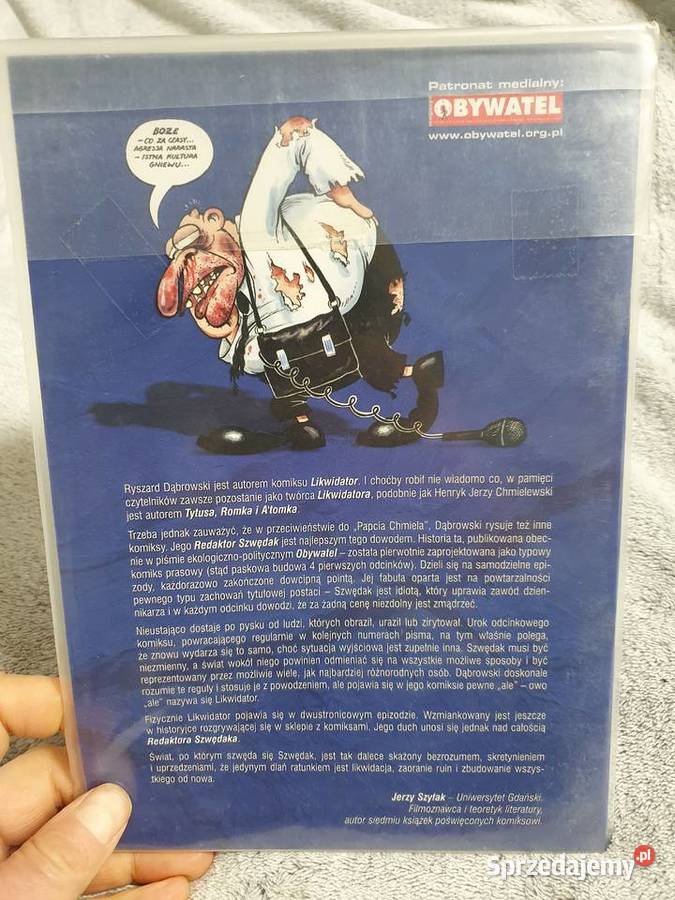 Patronat medialny:
OBYWATEL
www.obywatel.org.pl
BOŻE
- CO ZA CZASY...
AGRESJA NARASTA
- ISTNA KULTURA
GNIEWU...
Ryszard Dąbrowski jest autorem komiksu Likwidator. I choćby robił nie wiadomo co, w pamięci
czytelników zawsze pozostanie jako twórca Likwidatora, podobnie jak Henryk Jerzy Chmielewski
jest autorem Tytusa, Romka i A'tomka.
Trzeba jednak zauważyć, że w przeciwieństwie do „Papcia Chmiela", Dąbrowski rysuje też inne
komiksy. Jego Redaktor Szwędak jest najlepszym tego dowodem. Historia ta, publikowana obec-
nie w piśmie ekologiczno-politycznym Obywatel – została pierwotnie zaprojektowana jako typowy
komiks prasowy (stąd paskowa budowa 4 pierwszych odcinków). Dzieli się na samodzielne epi-
zody, każdorazowo zakończone dowcipną pointą. Jej fabuła oparta jest na powtarzalności
pewnego typu zachowań tytułowej postaci – Szwędak jest idiotą, który uprawia zawód dzien-
nikarza i w każdym odcinku dowodzi, że za żadną cenę niezdolny jest zmądrzeć.
Nieustająco dostaje po pysku od ludzi, których obraził, uraził lub zirytował. Urok odcinkowego
komiksu, powracającego regularnie w kolejnych numerach pisma, na tym właśnie polega,
że znowu wydarza się to samo, choć sytuacja wyjściowa jest zupełnie inna. Szwędak musi być
niezmienny, a świat wokół niego powinien odmieniać się na wszystkie możliwe sposoby i być
reprezentowany przez możliwie wiele, jak najbardziej różnorodnych osób. Dąbrowski doskonale
rozumie te reguły i stosuje je z powodzeniem, ale pojawia się w jego komiksie pewne „ale" – owo
„ale" nazywa się Likwidator.
Fizycznie Likwidator pojawia się w dwustronicowym epizodzie. Wzmiankowany jest jeszcze
w historyjce rozgrywającej się w sklepie z komiksami. Jego duch unosi się jednak nad całością
Redaktora Szwędaka.
Świat, po którym szwęda się Szwędak, jest tak dalece skażony bezrozumem, skretynieniem
i uprzedzeniami, że jedynym dlań ratunkiem jest likwidacja, zaoranie ruin i zbudowanie wszys-
tkiego od nowa.
Jerzy Szyłak – Uniwersytet Gdański.
Filmoznawca i teoretyk literatury,
autor siedmiu książek poświęconych komiksowi.
Sprzedajemy.pl